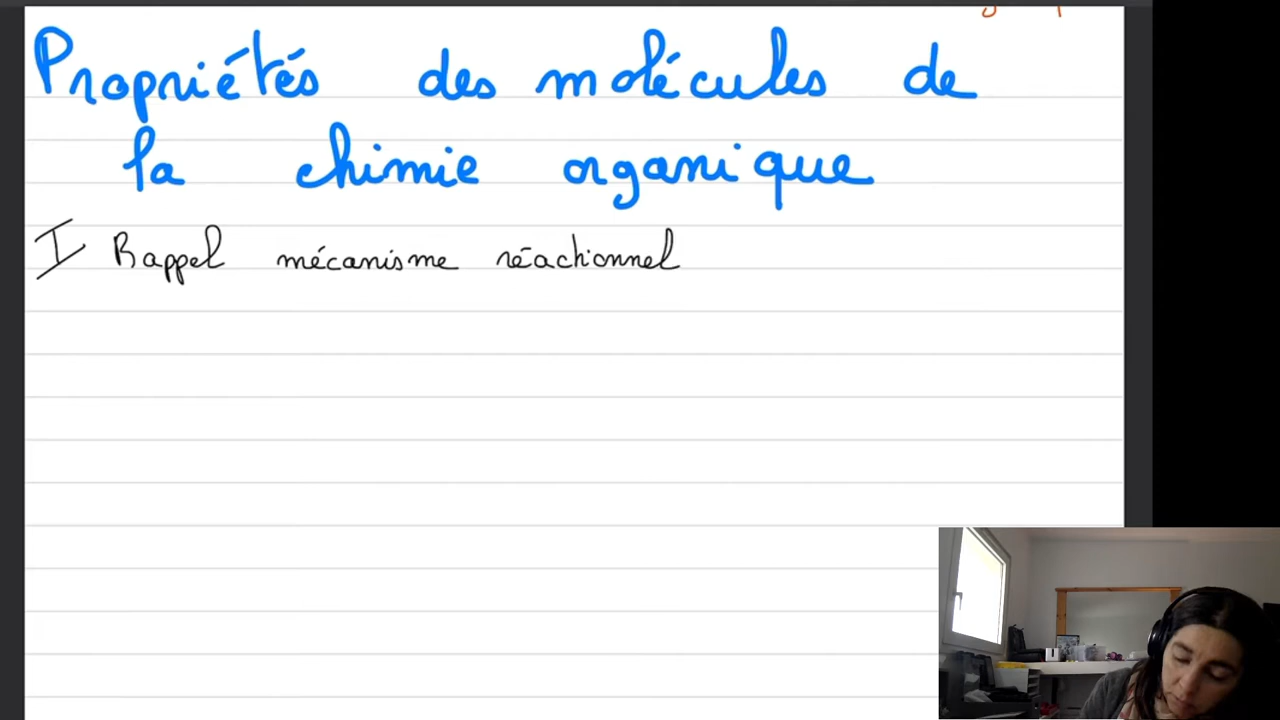 Propriétés des molécules de
la chimie organique
I Rappel mécanisme réactionnel